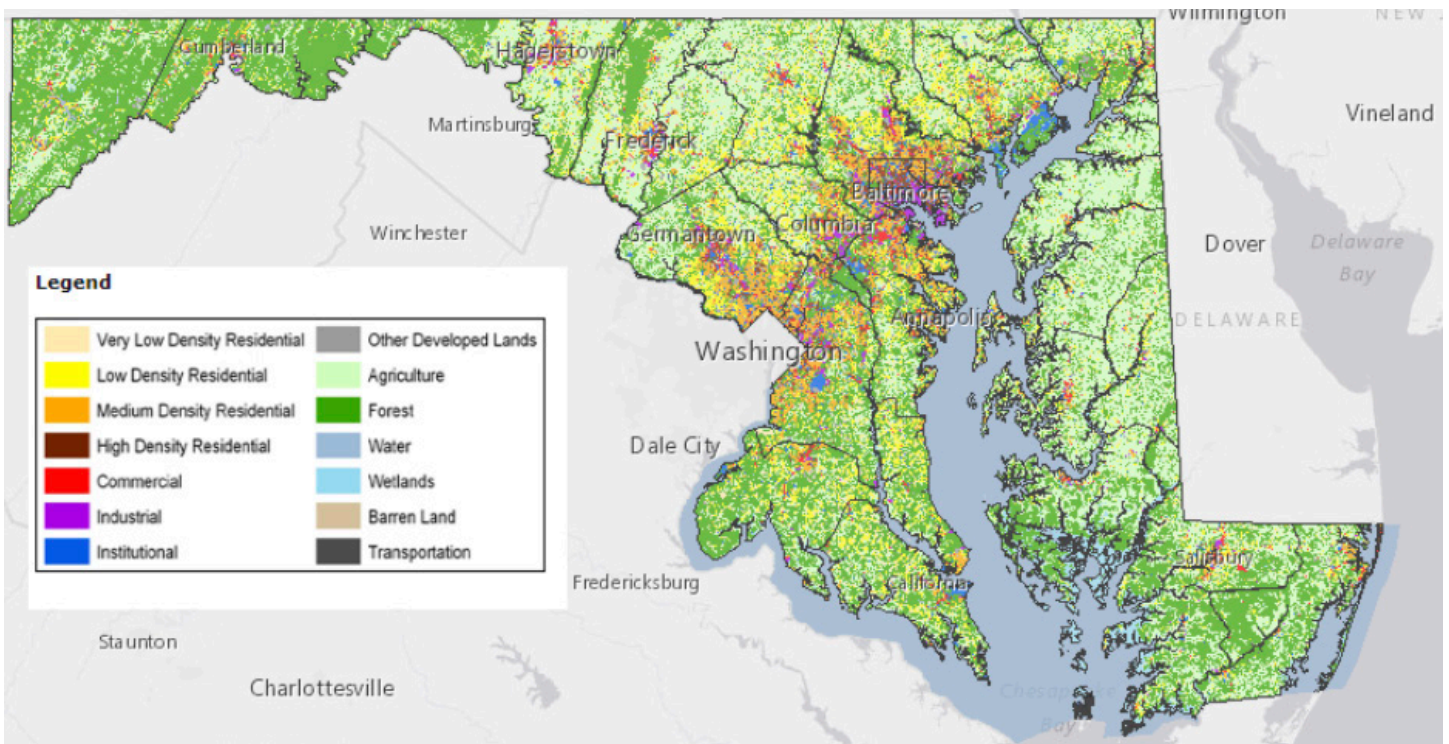 Wilmington
NEW J
Cumberland
Hagerstown
Martinsburg
Frederick
Vineland
Baltimore
Winchester
Germantown
Columbia
Dover
Delaware
Bay
Annapolis
DELAWARE
Washington
Legend
Very Low Density Residential
Other Developed Lands
Low Density Residential
Agriculture
Medium Density Residential
Forest
High Density Residential
Water
Commercial
Wetlands
Industrial
Barren Land
Institutional
Transportation
Dale City
Fredericksburg
California
Salisbury
Staunton
Charlottesville
Chesapeake
Bay